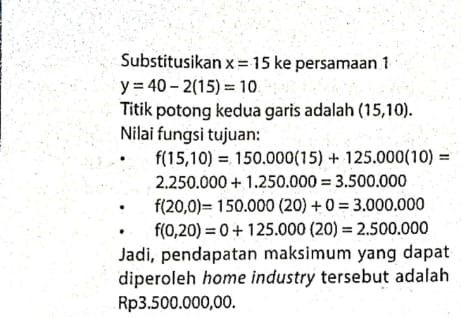 Substitusikan x = 15 ke persamaan 1
y = 40 – 2(15) = 10
Titik potong kedua garis adalah (15,10).
Nilai fungsi tujuan:
• f(15,10) = 150.000(15) + 125.000(10) =
2.250.000 + 1.250.000 = 3.500.000
• f(20,0)= 150.000 (20) + 0 = 3.000.000
• f(0,20) = 0 + 125.000 (20) = 2.500.000
Jadi, pendapatan maksimum yang dapat
diperoleh home industry tersebut adalah
Rp3.500.000,00.